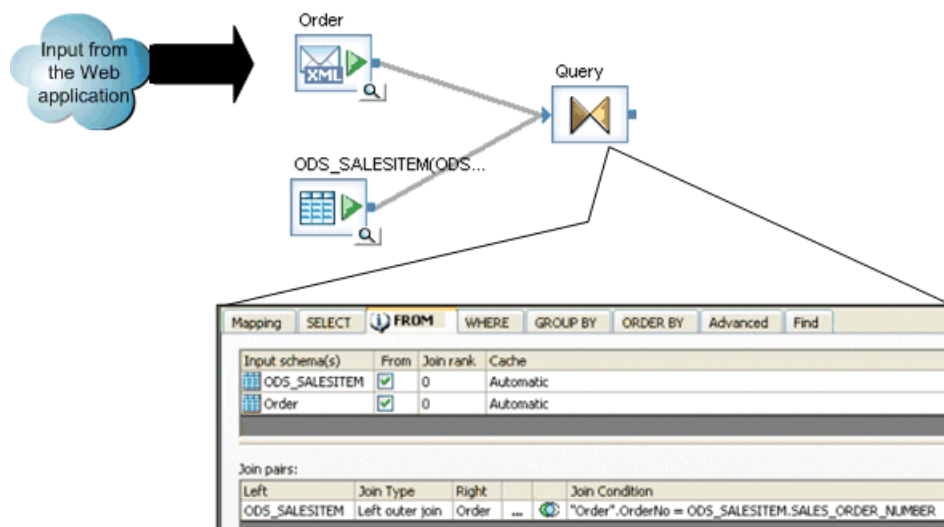 Order
Input from
the Web
application
XML
Query
ODS_SALESITEM(ODS...
Mapping SELECT FROM WHERE GROUP BY ORDER BY Advanced Find
Input schema(s) From Join rank Cache
ODS_SALESITEM 0 Automatic
Order 0 Automatic
Join pairs:
Left Join Type Right Join Condition
ODS_SALESITEM Left outer join Order ... "Order".OrderNo = ODS_SALESITEM.SALES_ORDER_NUMBER